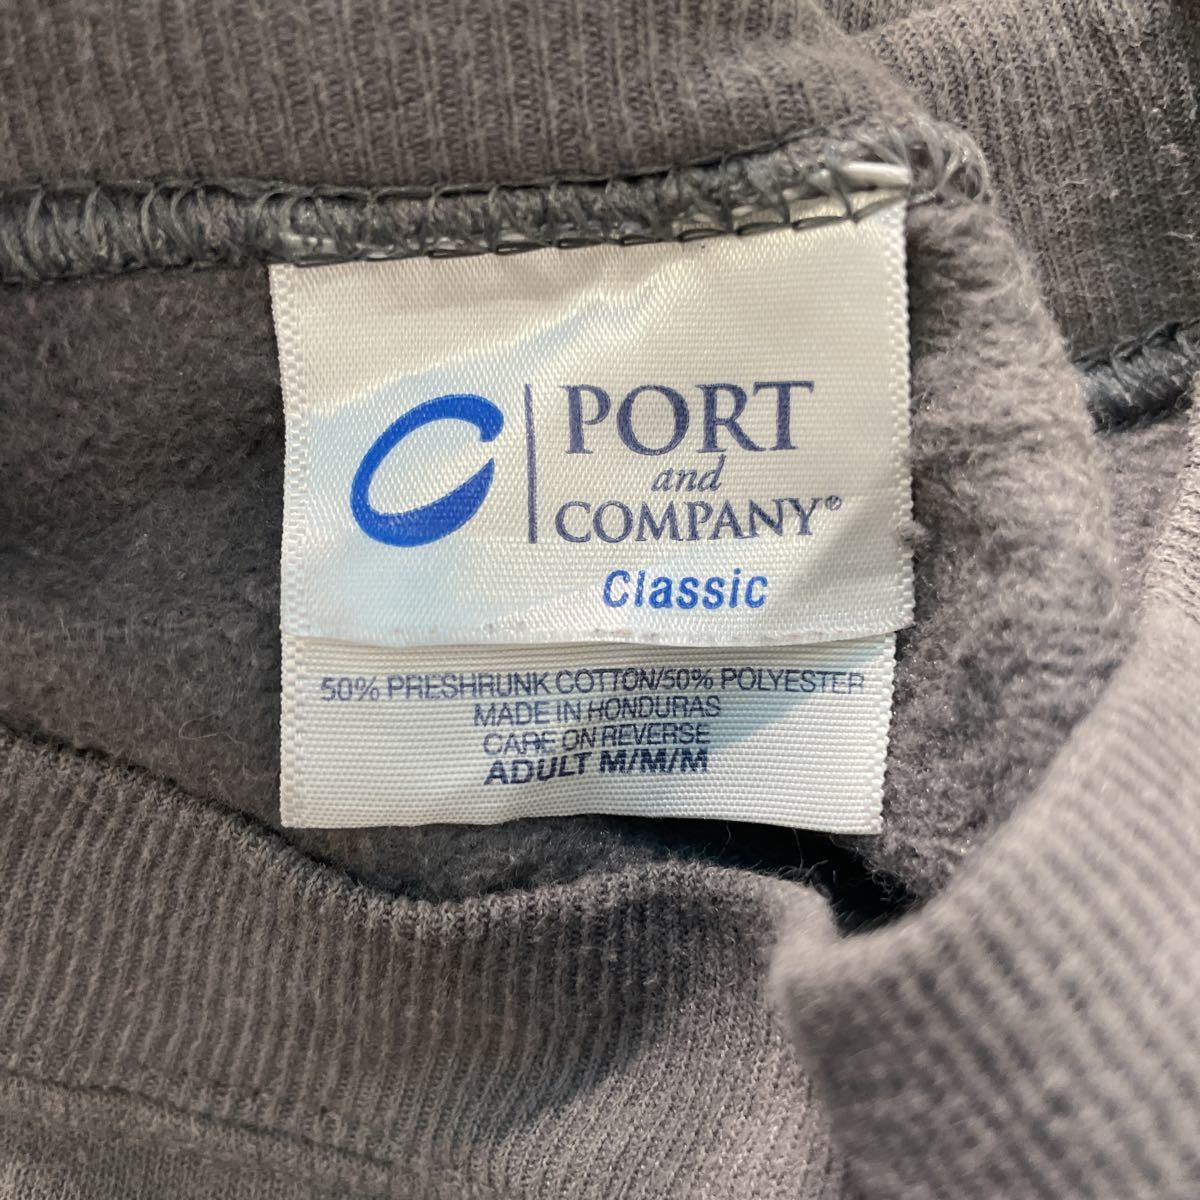 PORT
and
COMPANY®
Classic
50% PRESHRUNK COTTON/50% POLYESTER
MADE IN HONDURAS
CARE ON REVERSE
ADULT M/M/M